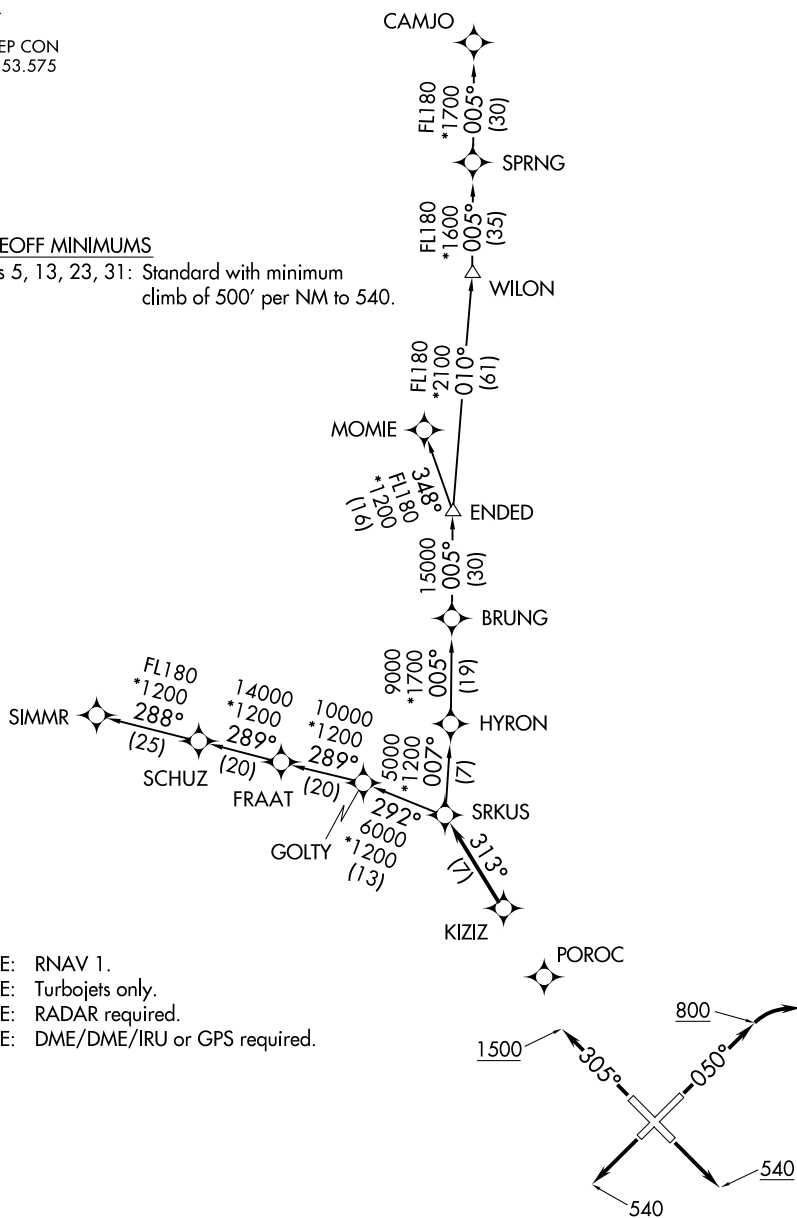 EP CON
53.575
CAMJO
FL180
*1700
005°
(30)
SPRNG
FL180
*1600
005°
(35)
EOFF MINIMUMS
s 5, 13, 23, 31: Standard with minimum
climb of 500' per NM to 540.
WILON
FL180
*2100
010°
(61)
MOMIE
348°
FL180
*1200
(16)
ENDED
15000
005°
(30)
BRUNG
9000
*1700
005°
(19)
HYRON
FL180
*1200
288°
(25)
SIMMR
14000
*1200
289°
(20)
SCHUZ
10000
*1200
289°
(20)
FRAAT
5000
*1200
007°
(7)
SRKUS
292°
6000
*1200
(13)
GOLTY
313°
(7)
KIZIZ
POROC
E: RNAV 1.
E: Turbojets only.
E: RADAR required.
E: DME/DME/IRU or GPS required.
800
1500
305°
050°
540
540